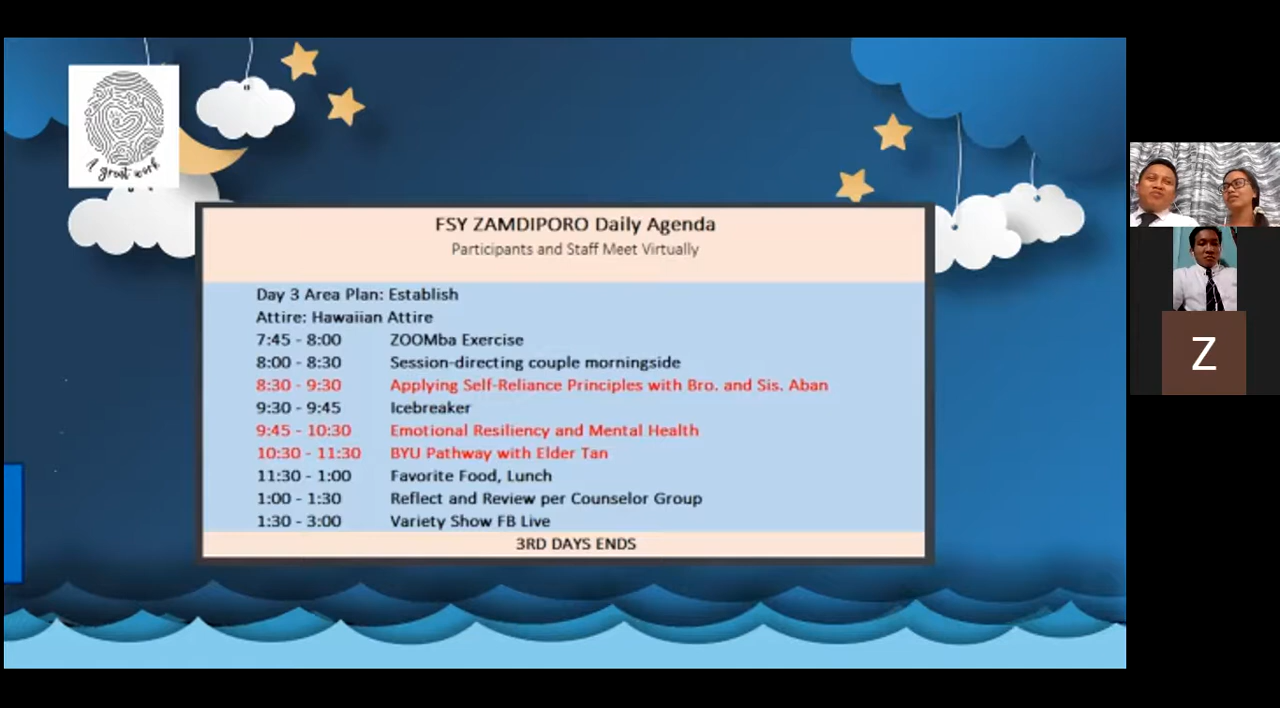 A great work
FSY ZAMDIPORO Daily Agenda
Participants and Staff Meet Virtually
Day 3 Area Plan: Establish
Attire: Hawaiian Attire
7:45 - 8:00 ZOOMba Exercise
8:00 - 8:30 Session-directing couple morningside
8:30 - 9:30 Applying Self-Reliance Principles with Bro. and Sis. Aban
9:30 - 9:45 Icebreaker
9:45 - 10:30 Emotional Resiliency and Mental Health
10:30 - 11:30 BYU Pathway with Elder Tan
11:30 - 1:00 Favorite Food, Lunch
1:00 - 1:30 Reflect and Review per Counselor Group
1:30 - 3:00 Variety Show FB Live
3RD DAYS ENDS
Z